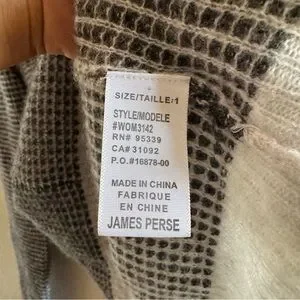 SIZE/TAILLE:1
STYLE/MODELE
#WOM3142
RN# 95339
CA# 31092
P.O.#16878-00
MADE IN CHINA
FABRIQUE
EN CHINE
JAMES PERSE